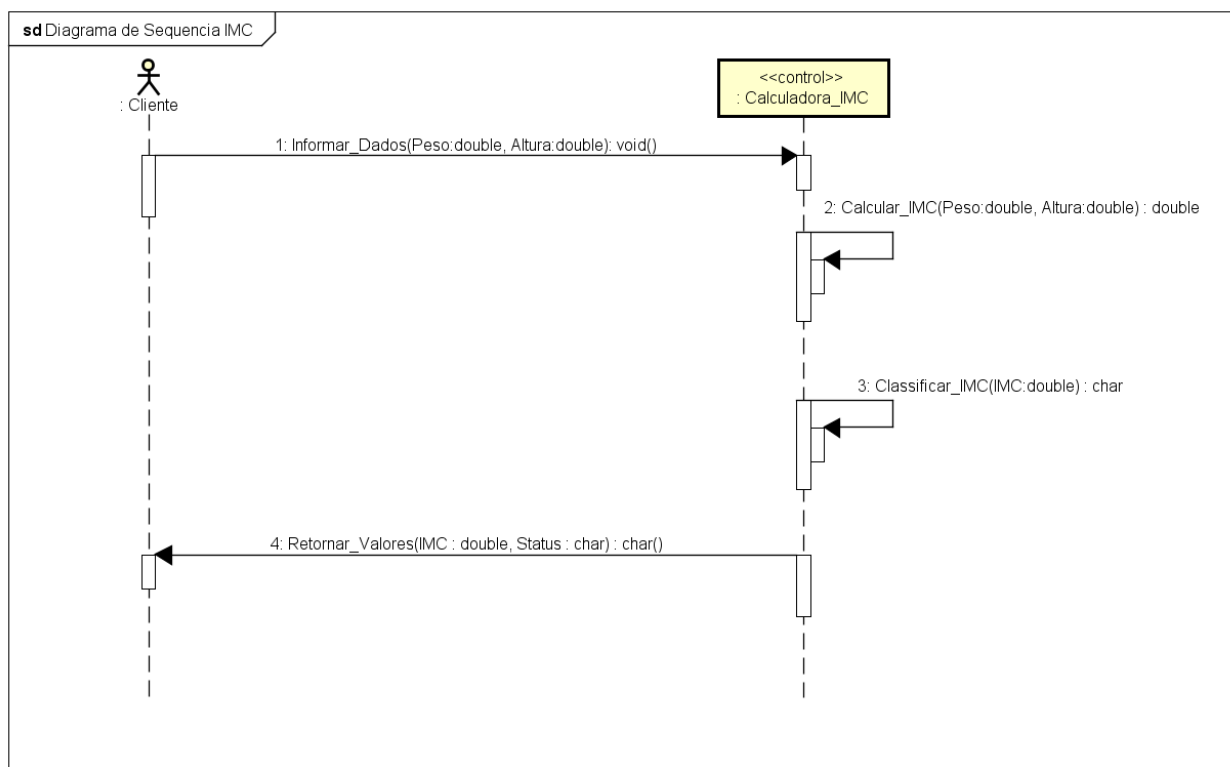 sd Diagrama de Sequencia IMC
: Cliente
<<control>>
: Calculadora_IMC
1: Informar_Dados(Peso:double, Altura:double): void()
2: Calcular_IMC(Peso:double, Altura:double) : double
3: Classificar_IMC(IMC:double) : char
4: Retornar_Valores(IMC : double, Status : char) : char()